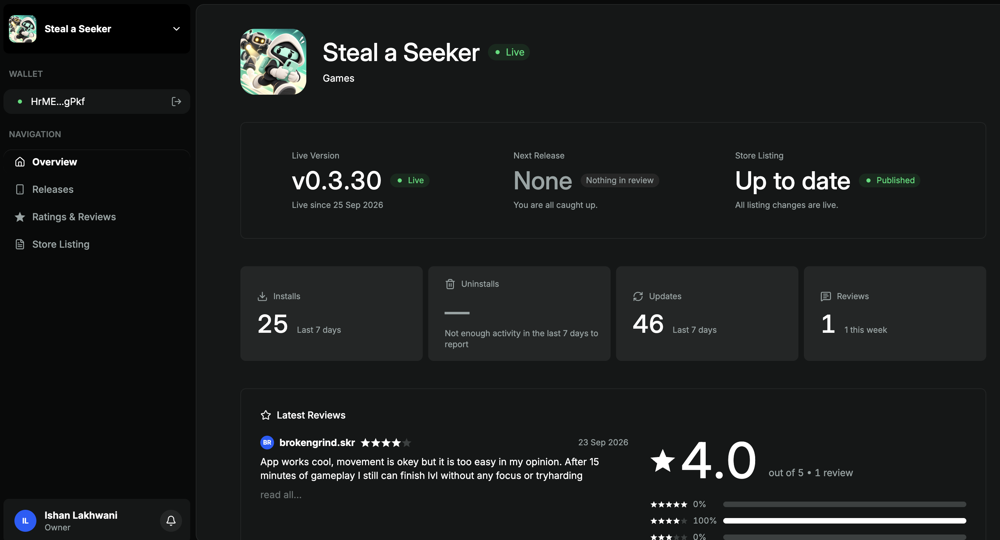 Steal a Seeker
WALLET
HrME...gPkf
NAVIGATION
Overview
Releases
Ratings & Reviews
Store Listing
IL
Ishan Lakhwani
Owner
Steal a Seeker
Live
Games
Live Version
v0.3.30
Live
Live since 25 Sep 2026
Next Release
None
Nothing in review
You are all caught up.
Store Listing
Up to date
Published
All listing changes are live.
Installs
25
Last 7 days
Uninstalls
—
Not enough activity in the last 7 days to
report
Updates
46
Last 7 days
Reviews
1
1 this week
Latest Reviews
BR
brokengrind.skr
23 Sep 2026
App works cool, movement is okey but it is too easy in my opinion. After 15
minutes of gameplay I still can finish lvl without any focus or tryharding
read all...
4.0
out of 5 • 1 review
0%
100%
0%